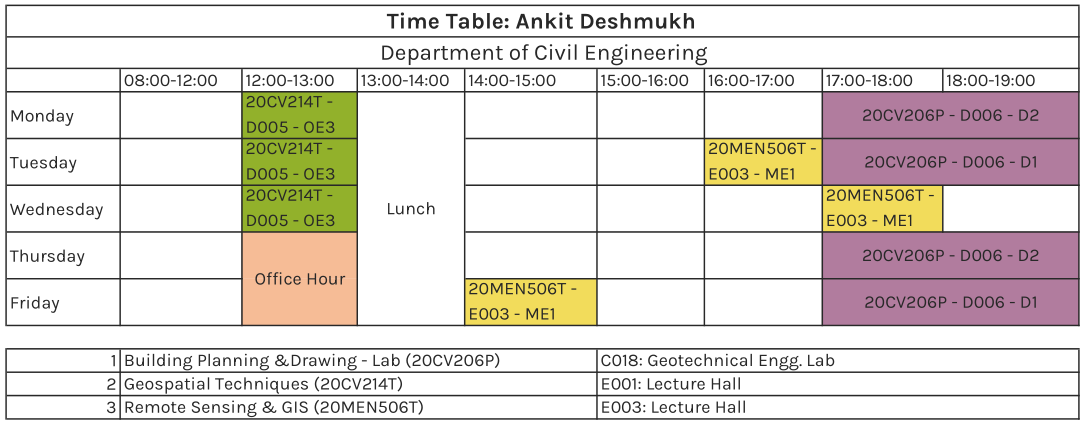 Time Table: Ankit Deshmukh
Department of Civil Engineering
08:00-12:00 12:00-13:00 13:00-14:00 14:00-15:00 15:00-16:00 16:00-17:00 17:00-18:00 18:00-19:00
Monday
20CV214T -
D005 - OE3
20CV206P - D006 - D2
Tuesday
20CV214T -
D005 - OE3
20MEN506T -
E003 - ME1
20CV206P - D006 - D1
Wednesday
20CV214T -
D005 - OE3
Lunch
20MEN506T -
E003 - ME1
Thursday
Office Hour
20CV206P - D006 - D2
Friday
20MEN506T -
E003 - ME1
20CV206P - D006 - D1
1 Building Planning &Drawing - Lab (20CV206P) C018: Geotechnical Engg. Lab
2 Geospatial Techniques (20CV214T) E001: Lecture Hall
3 Remote Sensing & GIS (20MEN506T) E003: Lecture Hall